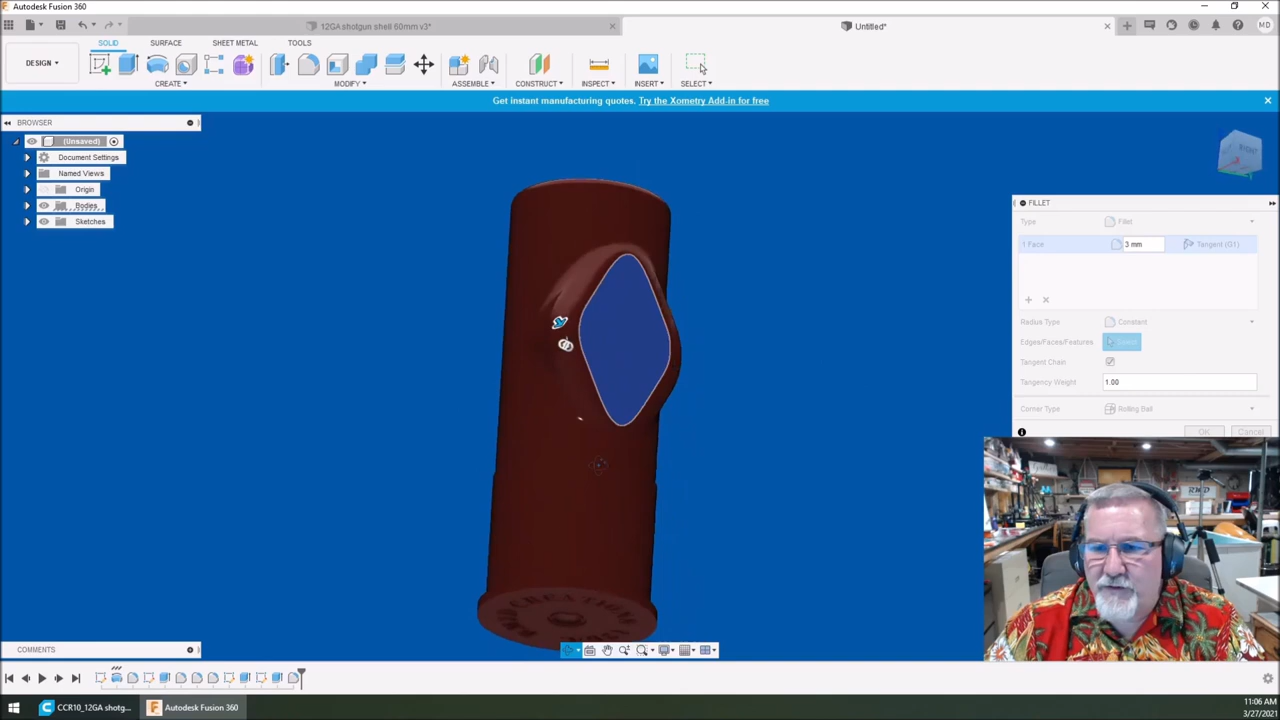 Autodesk Fusion 360
12GA shotgun shell 60mm v3*
Untitled*
MD
DESIGN
SOLID
SURFACE
SHEET METAL
TOOLS
CREATE
MODIFY
ASSEMBLE
CONSTRUCT
INSPECT
INSERT
SELECT
Get instant manufacturing quotes. Try the Xometry Add-in for free
BROWSER
(Unsaved)
Document Settings
Named Views
Origin
Bodies
Sketches
FILLET
Type
Fillet
1 Face
3 mm
Tangent (G1)
Radius Type
Constant
Edges/Faces/Features
Select
Tangent Chain
Tangency Weight
1.00
Corner Type
Rolling Ball
OK
Cancel
COMMENTS
CCR10_12GA shotg...
Autodesk Fusion 360
11:06 AM
3/27/2021